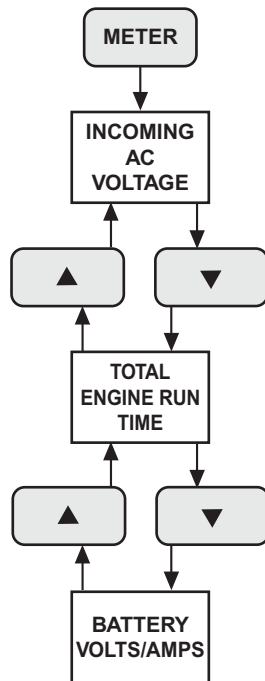 METER
INCOMING
AC
VOLTAGE
▲ ▼
TOTAL
ENGINE RUN
TIME
▲ ▼
BATTERY
VOLTS/AMPS